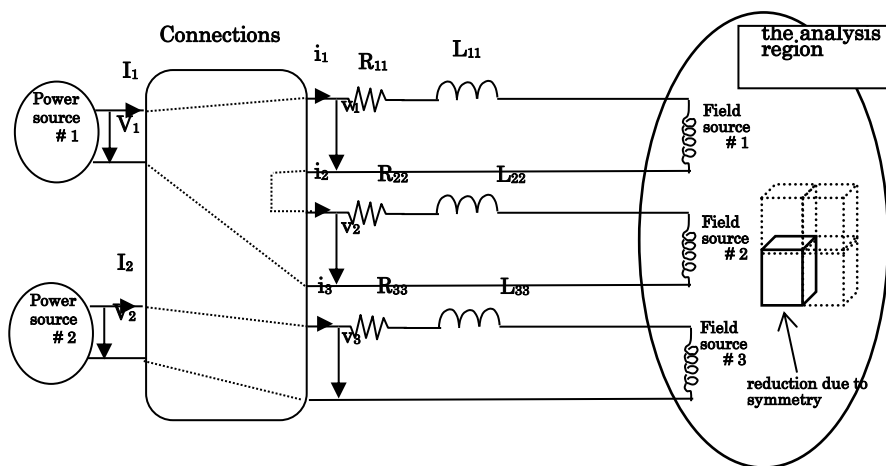 Connections
the analysis
region
I₁
i₁
R₁₁
L₁₁
Power
source
# 1
V₁
v₁
Field
source
# 1
i₂
R₂₂
L₂₂
v₂
Field
source
# 2
I₂
i₃
R₃₃
L₃₃
Power
source
# 2
V₂
v₃
Field
source
# 3
reduction due to
symmetry